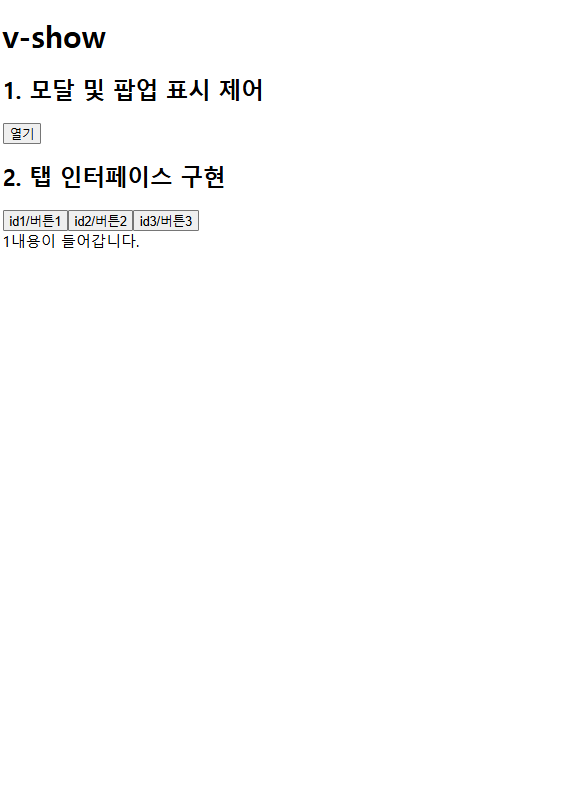 v-show
1. 모달 및 팝업 표시 제어
열기
2. 탭 인터페이스 구현
id1/버튼1 id2/버튼2 id3/버튼3
1내용이 들어갑니다.